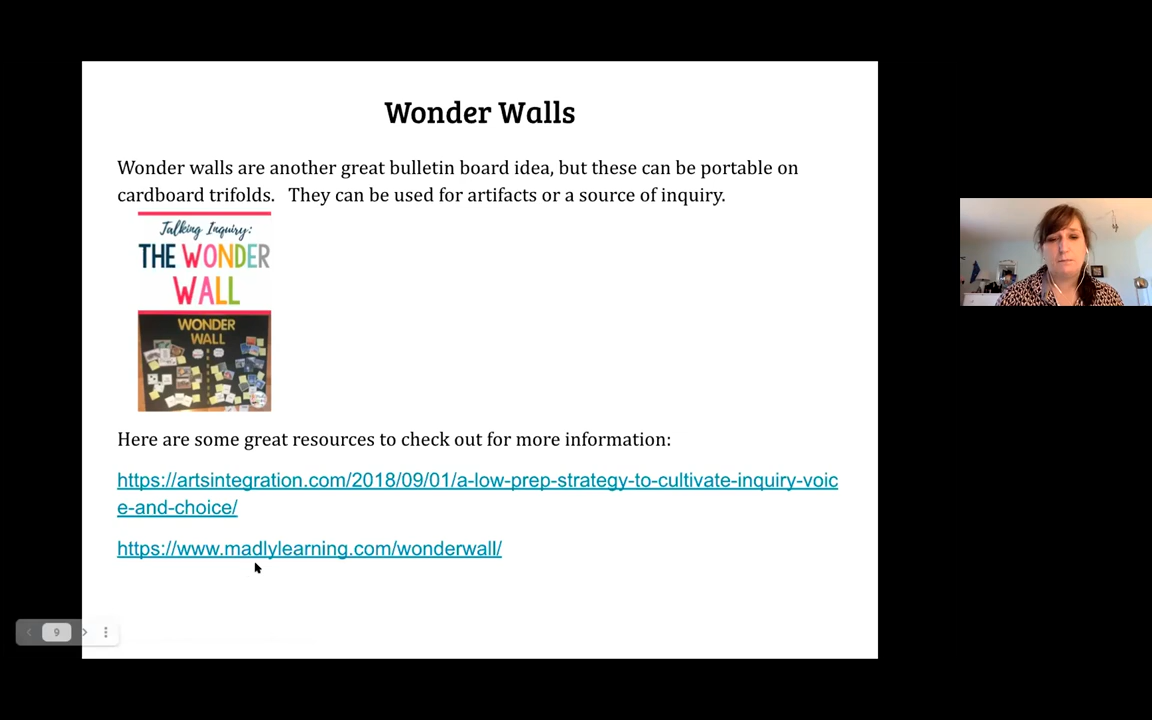 Wonder Walls
Wonder walls are another great bulletin board idea, but these can be portable on
cardboard trifolds.   They can be used for artifacts or a source of inquiry.
Talking Inquiry:
THE WONDER
WALL
WONDER
WALL
Here are some great resources to check out for more information:
https://artsintegration.com/2018/09/01/a-low-prep-strategy-to-cultivate-inquiry-voic
e-and-choice/
https://www.madlylearning.com/wonderwall/
9